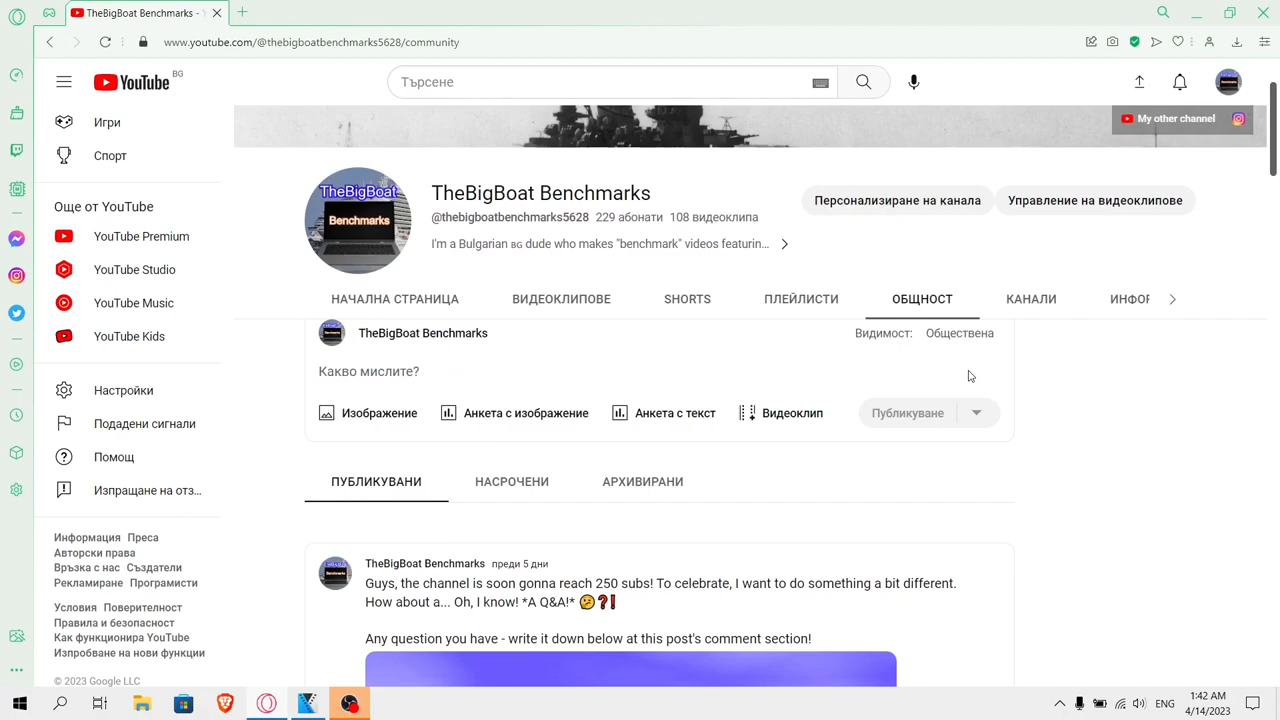 TheBigBoat Benchmarks - YouTub
www.youtube.com/@thebigboatbenchmarks5628/community
YouTube BG
Търсене
Игри
Спорт
Още от YouTube
YouTube Premium
YouTube Studio
YouTube Music
YouTube Kids
Настройки
Подадени сигнали
Помощ
Изпращане на отз...
Информация Преса
Авторски права
Връзка с нас Създатели
Рекламиране Програмисти
Условия Поверителност
Правила и безопасност
Как функционира YouTube
Изпробване на нови функции
© 2023 Google LLC
My other channel
TheBigBoat
Benchmarks
TheBigBoat Benchmarks
@thebigboatbenchmarks5628 229 абонати 108 видеоклипа
I'm a Bulgarian BG dude who makes "benchmark" videos featurin...
Персонализиране на канала
Управление на видеоклипове
НАЧАЛНА СТРАНИЦА ВИДЕОКЛИПОВЕ SHORTS ПЛЕЙЛИСТИ ОБЩНОСТ КАНАЛИ ИНФОР
TheBigBoat Benchmarks
Видимост: Обществена
Какво мислите?
Изображение Анкета с изображение Анкета с текст Видеоклип Публикуване
ПУБЛИКУВАНИ НАСРОЧЕНИ АРХИВИРАНИ
TheBigBoat Benchmarks преди 5 дни
Guys, the channel is soon gonna reach 250 subs! To celebrate, I want to do something a bit different.
How about a... Oh, I know! *A Q&A!* 🤔❓❗
Any question you have - write it down below at this post's comment section!
ENG
1:42 AM
4/14/2023